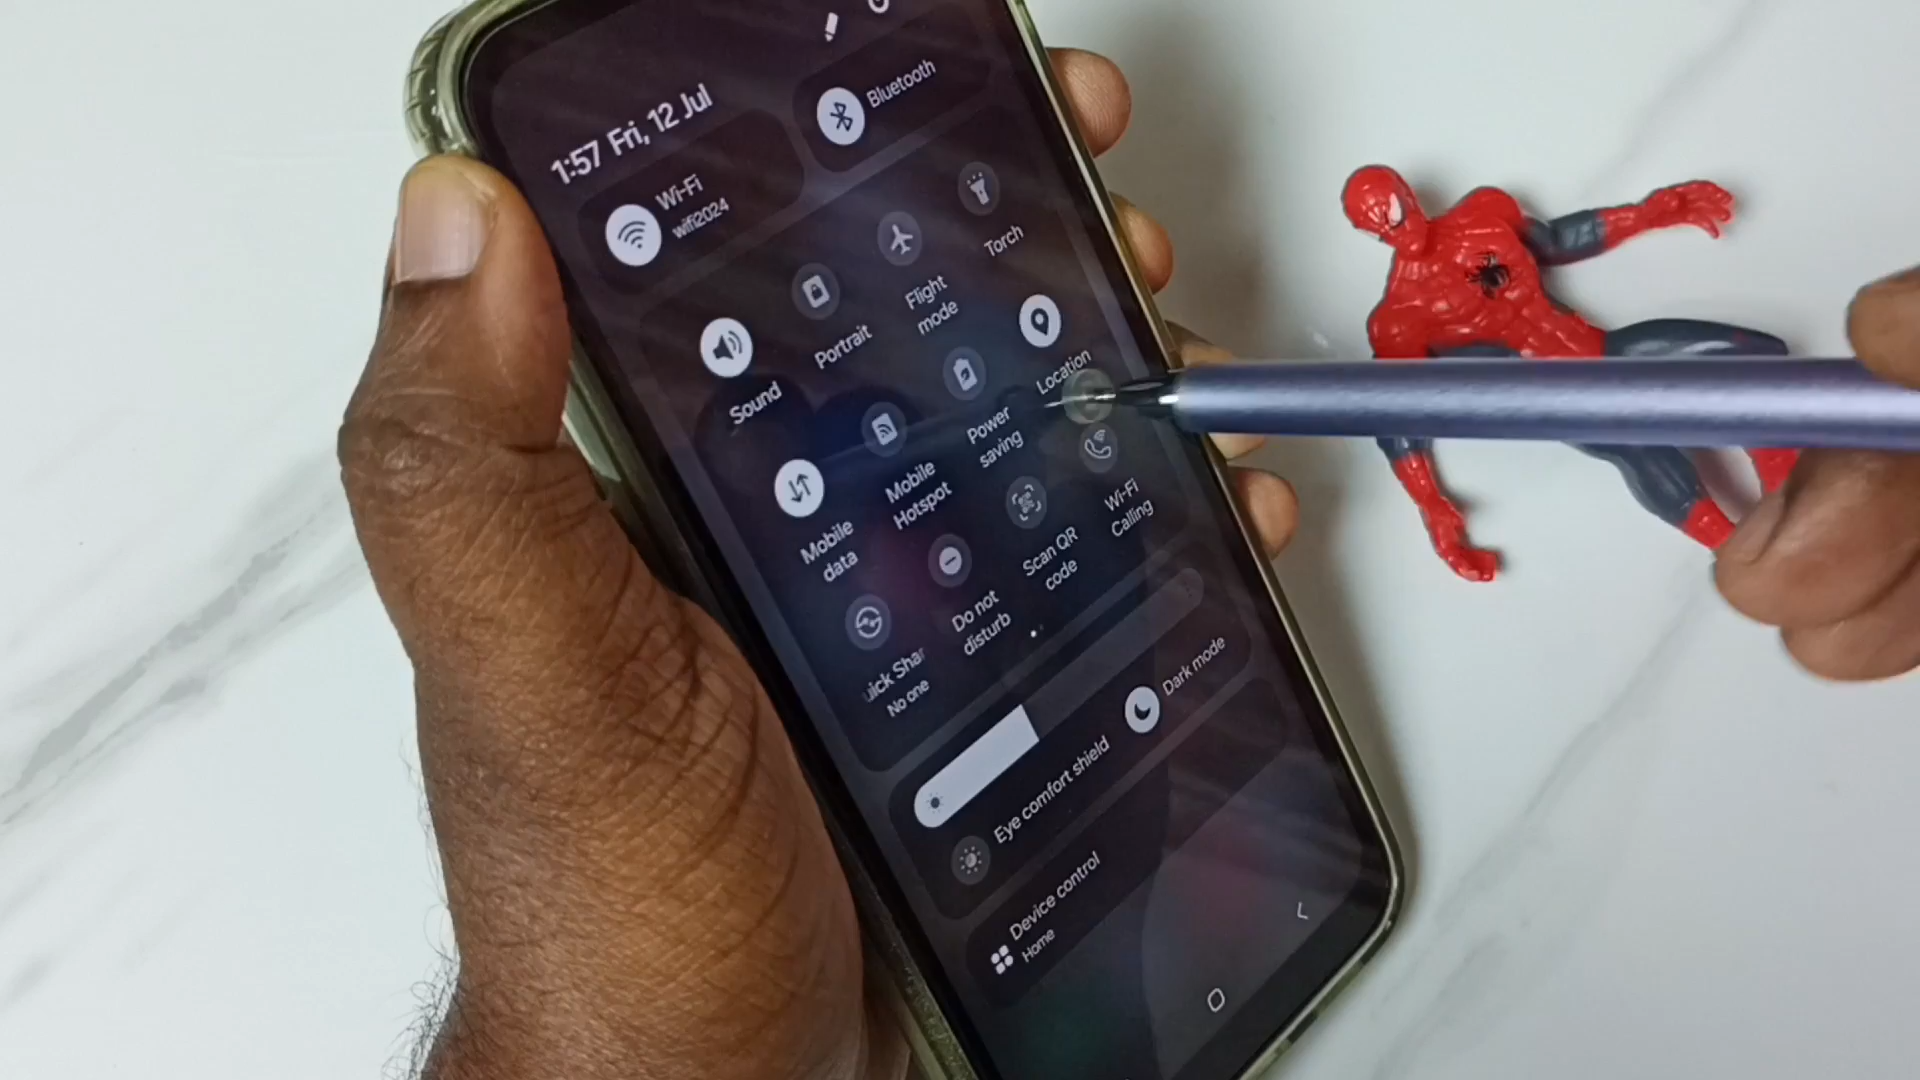 1:57 Fri, 12 Jul
Wi-Fi
wifi2024
Bluetooth
Sound
Portrait
Flight
mode
Torch
Mobile
data
Mobile
Hotspot
Power
saving
Location
uick Shar
No one
Do not
disturb
Scan QR
code
Wi-Fi
Calling
Eye comfort shield
Dark mode
Device control
Home